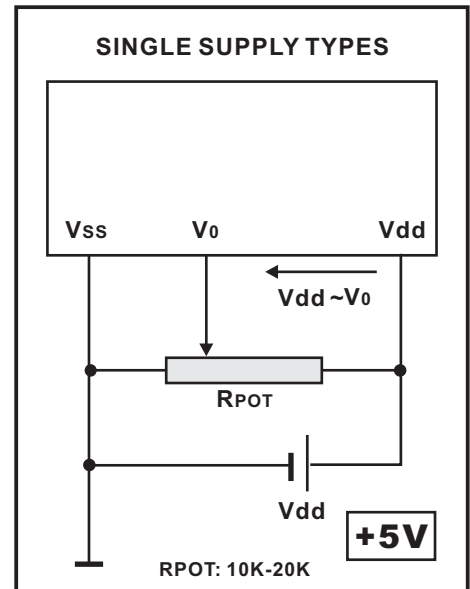 SINGLE SUPPLY TYPES
Vss V0 Vdd
Vdd ~V0
RPOT
Vdd
+5V
RPOT: 10K-20K